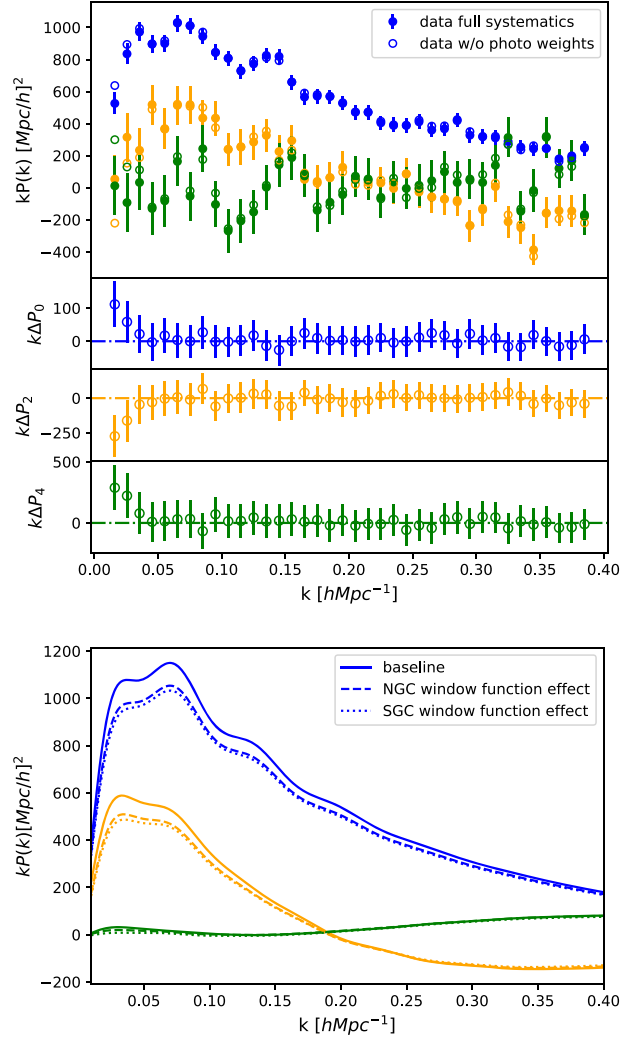 data full systematics
data w/o photo weights
kP(k) [Mpc/h]²
1000
800
600
400
200
0
−200
−400
kΔP₀
100
0
kΔP₂
0
−250
kΔP₄
500
0
0.00 0.05 0.10 0.15 0.20 0.25 0.30 0.35 0.40
k [hMpc⁻¹]
baseline
NGC window function effect
SGC window function effect
kP(k)[Mpc/h]²
1200
1000
800
600
400
200
0
−200
0.05 0.10 0.15 0.20 0.25 0.30 0.35 0.40
k [hMpc⁻¹]